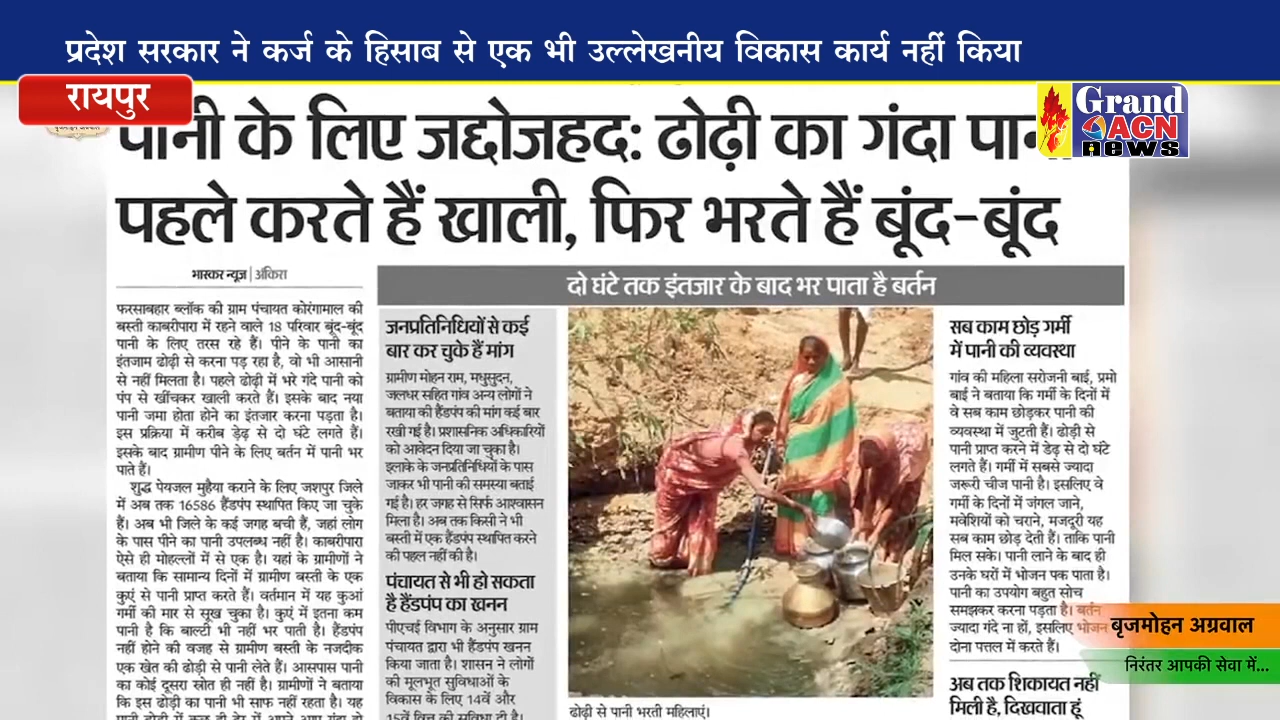 प्रदेश सरकार ने कर्ज के हिसाब से एक भी उल्लेखनीय विकास कार्य नहीं किया
रायपुर
Grand
ACN
news
पानी के लिए जद्दोजहद: ढोढ़ी का गंदा
पहले करते हैं खाली, फिर भरते हैं बूंद-बूंद
भास्कर न्यूज | अंकिरा
फरसाबहार ब्लॉक की ग्राम पंचायत कोरंगामाल की
बस्ती काबरीपारा में रहने वाले 18 परिवार बूंद-बूंद
पानी के लिए तरस रहे हैं। पीने के पानी का
इंतजाम ढोढ़ी से करना पड़ रहा है, वो भी आसानी
से नहीं मिलता है। पहले ढोढ़ी में भरे गंदे पानी को
पंप से खींचकर खाली करते हैं। इसके बाद नया
पानी जमा होता होने का इंतजार करना पड़ता है।
इस प्रक्रिया में करीब डेढ़ से दो घंटे लगते हैं।
इसके बाद ग्रामीण पीने के लिए बर्तन में पानी भर
पाते हैं।
शुद्ध पेयजल मुहैया कराने के लिए जशपुर जिले
में अब तक 16586 हैंडपंप स्थापित किए जा चुके
हैं। अब भी जिले के कई जगह बची हैं, जहां लोग
के पास पीने का पानी उपलब्ध नहीं है। काबरीपारा
ऐसे ही मोहल्लों में से एक है। यहां के ग्रामीणों ने
बताया कि सामान्य दिनों में ग्रामीण बस्ती के एक
कुएं से पानी प्राप्त करते हैं। वर्तमान में यह कुआं
गर्मी की मार से सूख चुका है। कुएं में इतना कम
पानी है कि बाल्टी भी नहीं भर पाती है। हैंडपंप
नहीं होने की वजह से ग्रामीण बस्ती के नजदीक
एक खेत की ढोढ़ी से पानी लेते हैं। आसपास पानी
का कोई दूसरा स्रोत ही नहीं है। ग्रामीणों ने बताया
कि इस ढोढ़ी का पानी भी साफ नहीं रहता है। यह
दो घंटे तक इंतजार के बाद भर पाता है बर्तन
जनप्रतिनिधियों से कई
बार कर चुके हैं मांग
ग्रामीण मोहन राम, मधुसुदन,
जलधर सहित गांव अन्य लोगों ने
बताया की हैंडपंप की मांग कई बार
रखी गई है। प्रशासनिक अधिकारियों
को आवेदन दिया जा चुका है।
इलाके के जनप्रतिनिधियों के पास
जाकर भी पानी की समस्या बताई
गई है। हर जगह से सिर्फ आश्वासन
मिला है। अब तक किसी ने भी
बस्ती में एक हैंडपंप स्थापित करने
की पहल नहीं की है।
पंचायत से भी हो सकता
है हैंडपंप का खनन
पीएचई विभाग के अनुसार ग्राम
पंचायत द्वारा भी हैंडपंप खनन
किया जाता है। शासन ने लोगों
की मूलभूत सुविधाओं के
विकास के लिए 14वें और
15वें वित्त की सुविधा दी है।
ढोढ़ी से पानी भरती महिलाएं।
सब काम छोड़ गर्मी
में पानी की व्यवस्था
गांव की महिला सरोजनी बाई, प्रमो
बाई ने बताया कि गर्मी के दिनों में
वे सब काम छोड़कर पानी की
व्यवस्था में जुटती हैं। ढोढ़ी से
पानी प्राप्त करने में डेढ़ से दो घंटे
लगते हैं। गर्मी में सबसे ज्यादा
जरूरी चीज पानी है। इसलिए वे
गर्मी के दिनों में जंगल जाने,
मवेशियों को चराने, मजदूरी यह
सब काम छोड़ देती हैं। ताकि पानी
मिल सके। पानी लाने के बाद ही
उनके घरों में भोजन पक पाता है।
पानी का उपयोग बहुत सोच
समझकर करना पड़ता है। बर्तन
ज्यादा गंदे ना हों, इसलिए भोजन
दोना पत्तल में करते हैं।
अब तक शिकायत नहीं
मिली है, दिखवाता हूं
बृजमोहन अग्रवाल
निरंतर आपकी सेवा में...